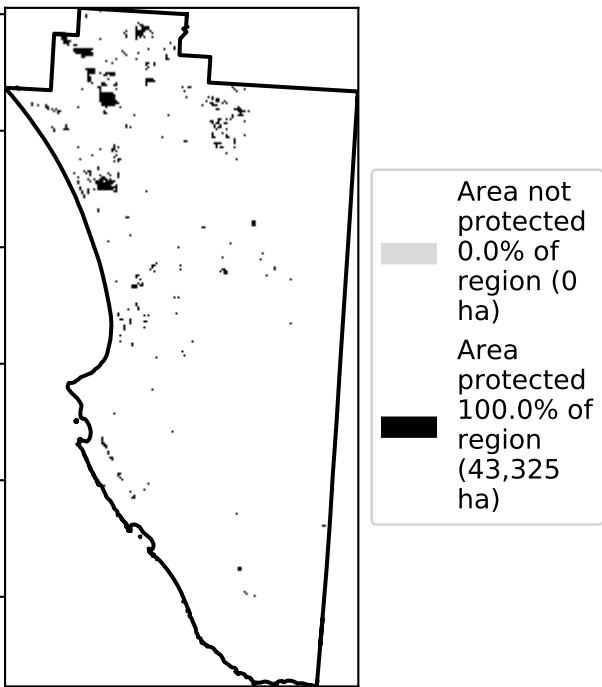 Area not
protected
0.0% of
region (0
ha)
Area
protected
100.0% of
region
(43,325
ha)